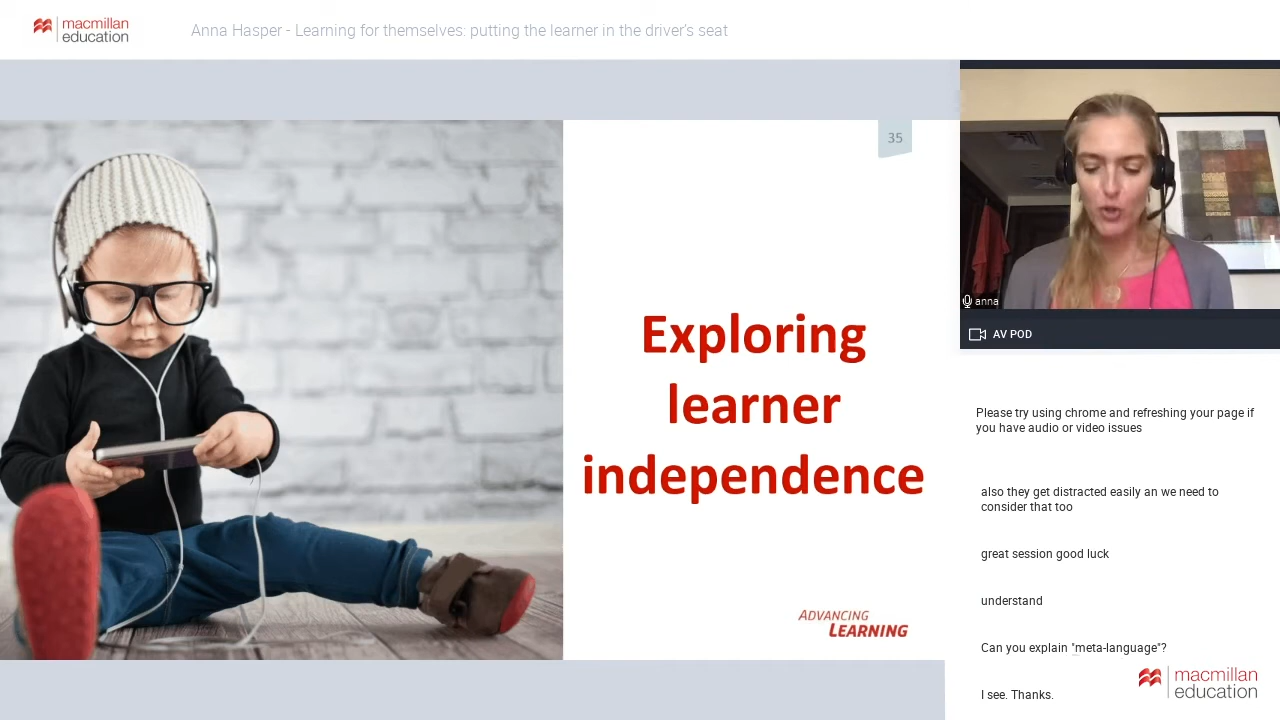 macmillan
education
Anna Hasper - Learning for themselves: putting the learner in the driver's seat
35
Exploring
learner
independence
ADVANCING
LEARNING
anna
AV POD
Please try using chrome and refreshing your page if
you have audio or video issues
also they get distracted easily an we need to
consider that too
great session good luck
understand
Can you explain "meta-language"?
I see. Thanks.
macmillan
education